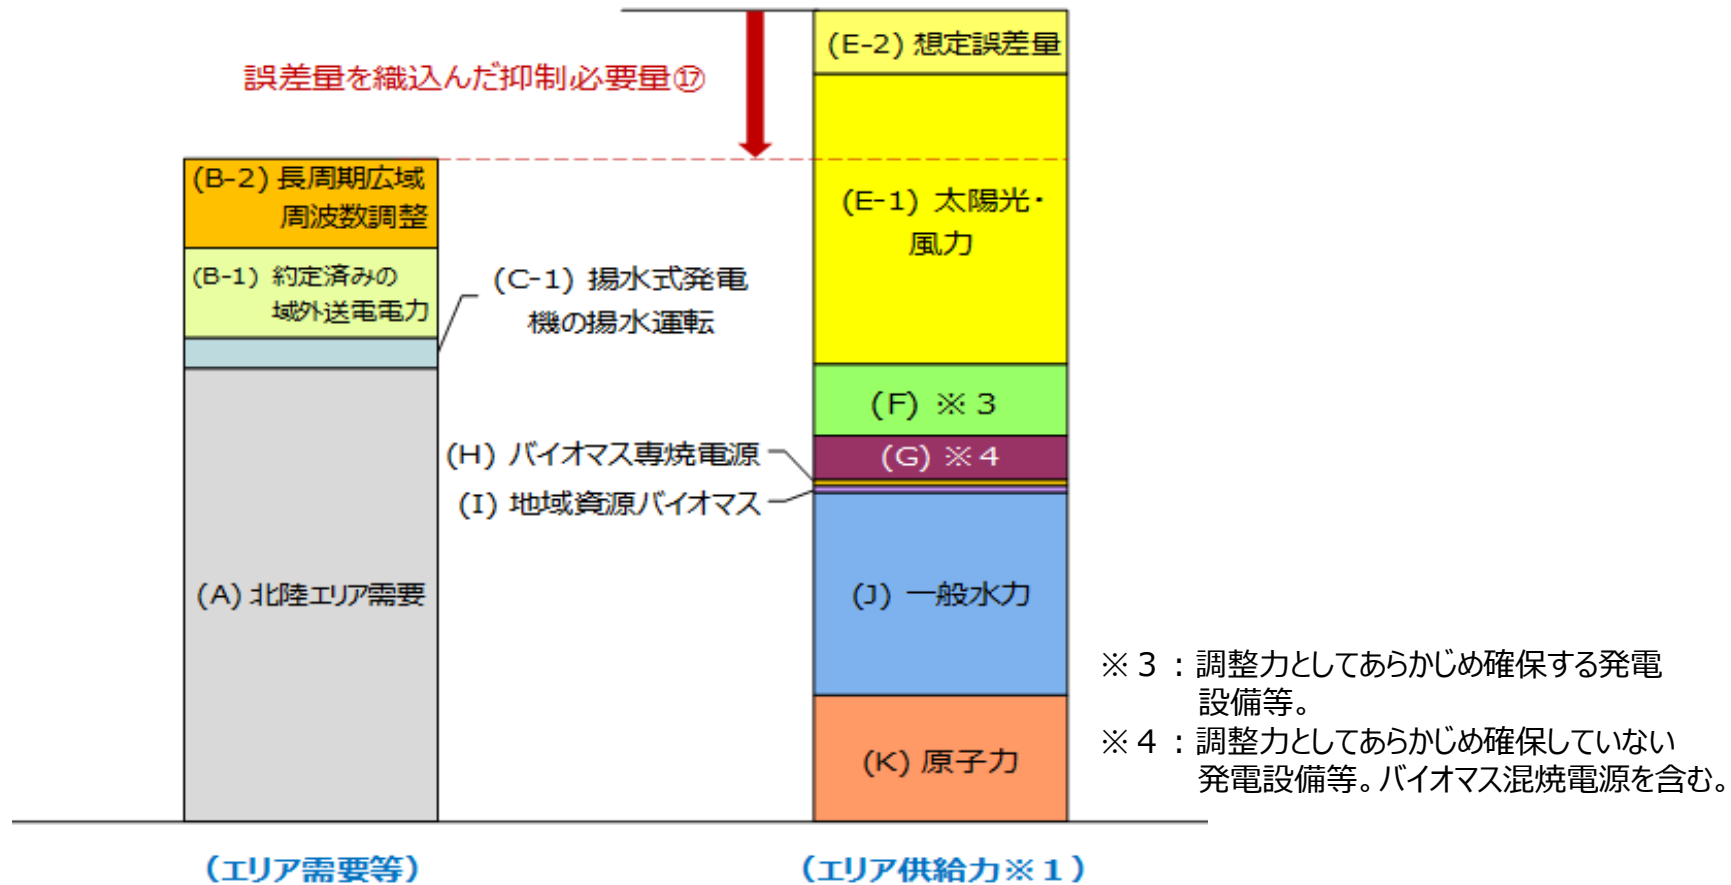 (E-2) 想定誤差量
誤差量を織込んだ抑制必要量⑰
(B-2) 長周期広域
周波数調整
(E-1) 太陽光・
風力
(B-1) 約定済みの
域外送電電力
(C-1) 揚水式発電
機の揚水運転
(F) ※３
(H) バイオマス専焼電源
(G) ※４
(I) 地域資源バイオマス
(A) 北陸エリア需要
(J) 一般水力
(K) 原子力
※３：調整力としてあらかじめ確保する発電
設備等。
※４：調整力としてあらかじめ確保していない
発電設備等。バイオマス混焼電源を含む。
（エリア需要等）
（エリア供給力※１）